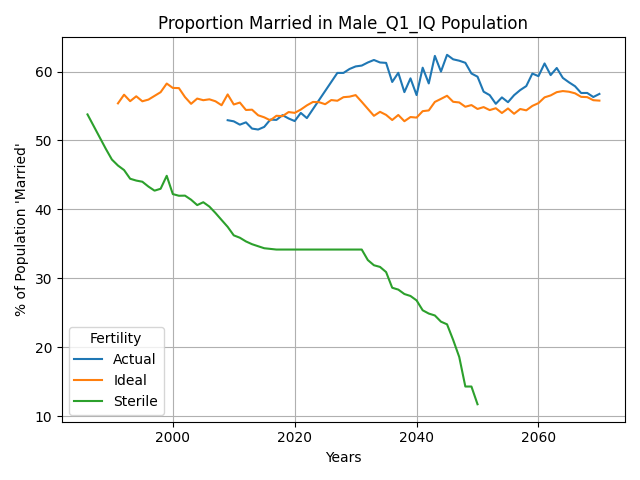 Proportion Married in Male_Q1_IQ Population
% of Population 'Married'
60
50
40
30
20
10
Fertility
Actual
Ideal
Sterile
2000 2020 2040 2060
Years